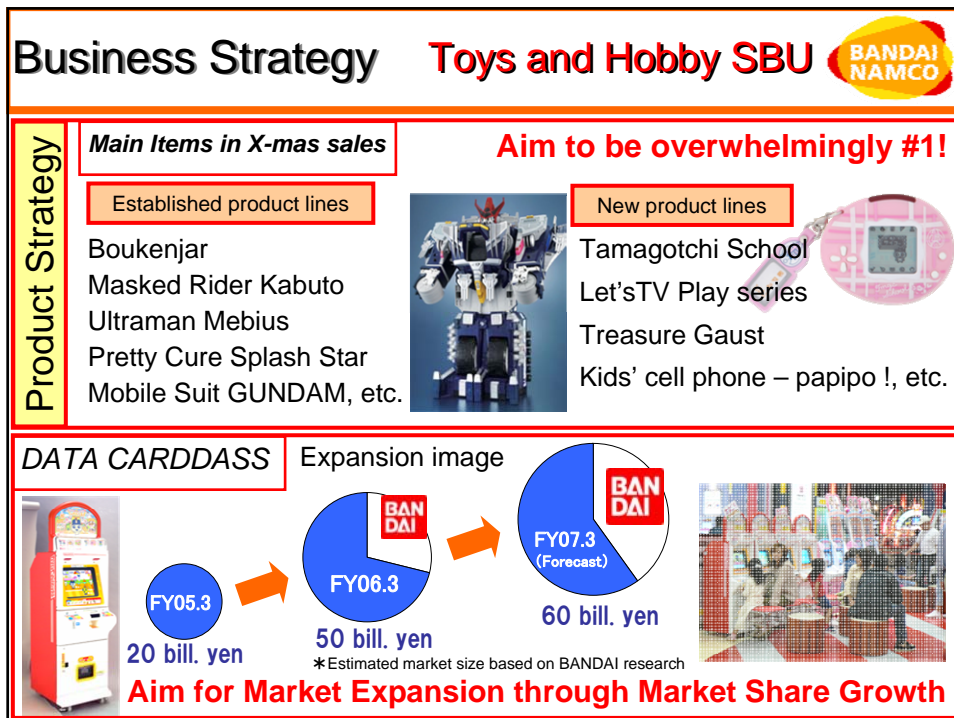 Business Strategy
Toys and Hobby SBU
BANDAI
NAMCO
Product Strategy
Main Items in X-mas sales
Aim to be overwhelmingly #1!
Established product lines
Boukenjar
Masked Rider Kabuto
Ultraman Mebius
Pretty Cure Splash Star
Mobile Suit GUNDAM, etc.
New product lines
Tamagotchi School
Let'sTV Play series
Treasure Gaust
Kids' cell phone – papipo !, etc.
DATA CARDDASS
Expansion image
FY05.3
20 bill. yen
BAN
DAI
FY06.3
50 bill. yen
BAN
DAI
FY07.3
(Forecast)
60 bill. yen
*Estimated market size based on BANDAI research
Aim for Market Expansion through Market Share Growth